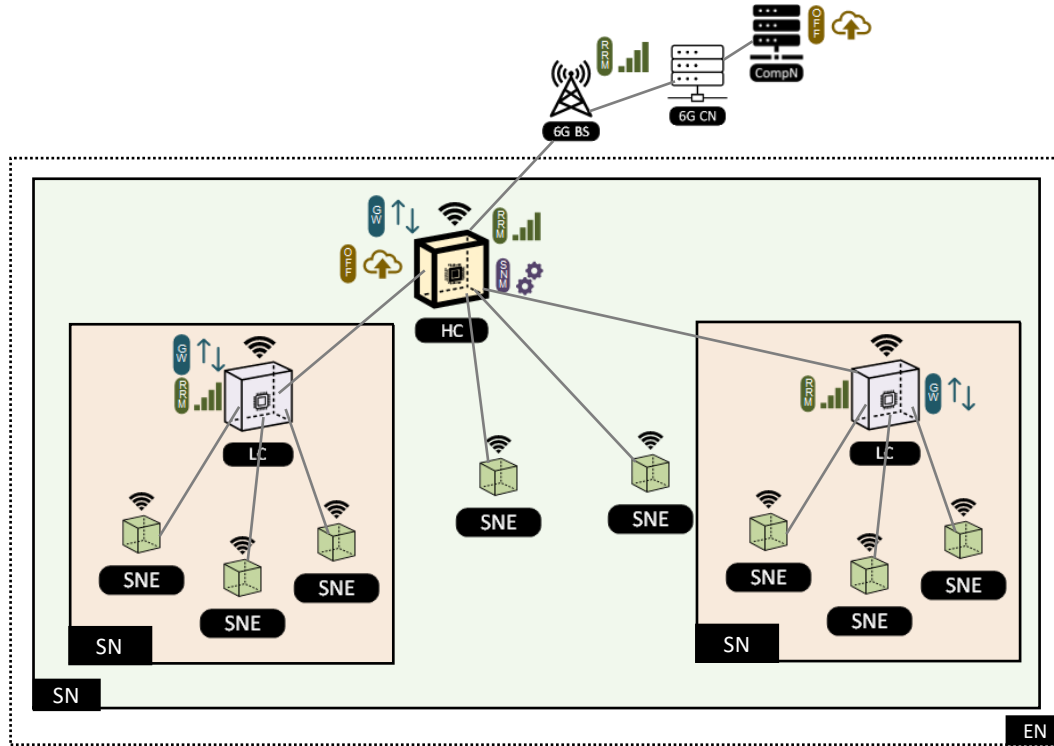 OFF
CompN
RRM
6G CN
6G BS
GW
RRM
OFF
SNM
HC
GW
RRM
LC
RRM
GW
LC
SNE
SNE
SNE
SNE
SNE
SNE
SNE
SNE
SN
SN
SN
EN